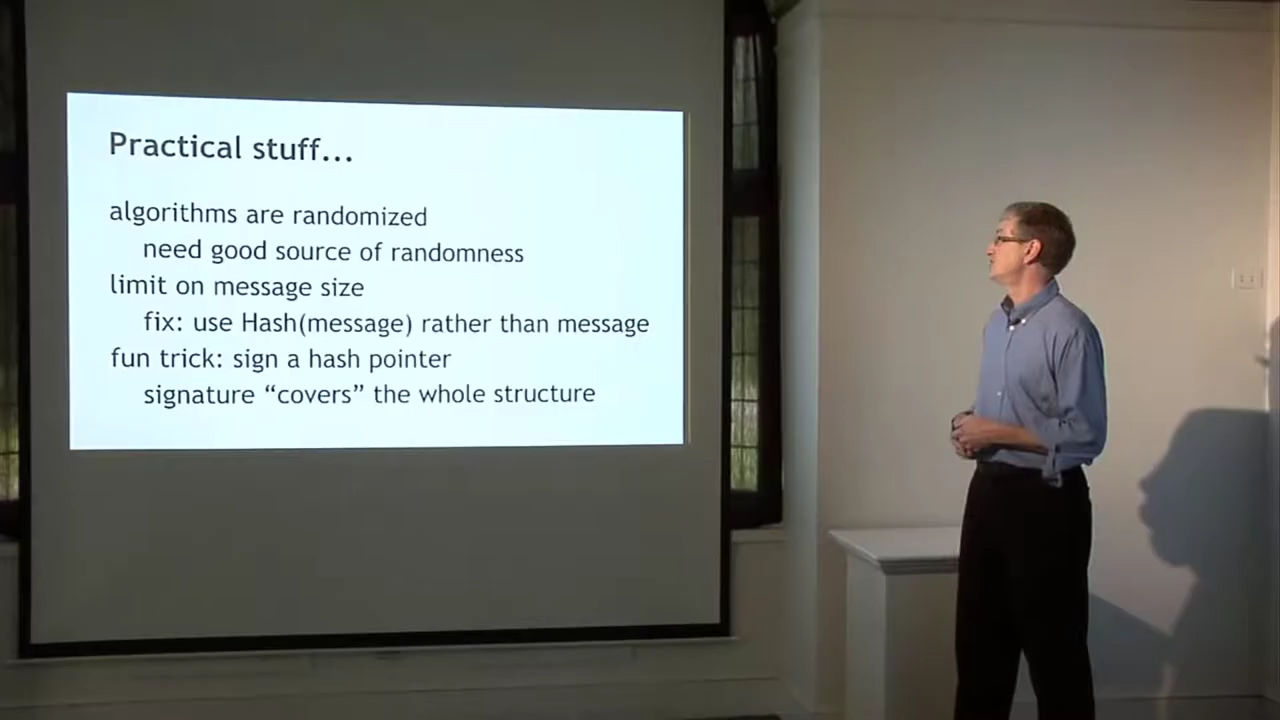 Practical stuff...
algorithms are randomized
need good source of randomness
limit on message size
fix: use Hash(message) rather than message
fun trick: sign a hash pointer
signature “covers” the whole structure